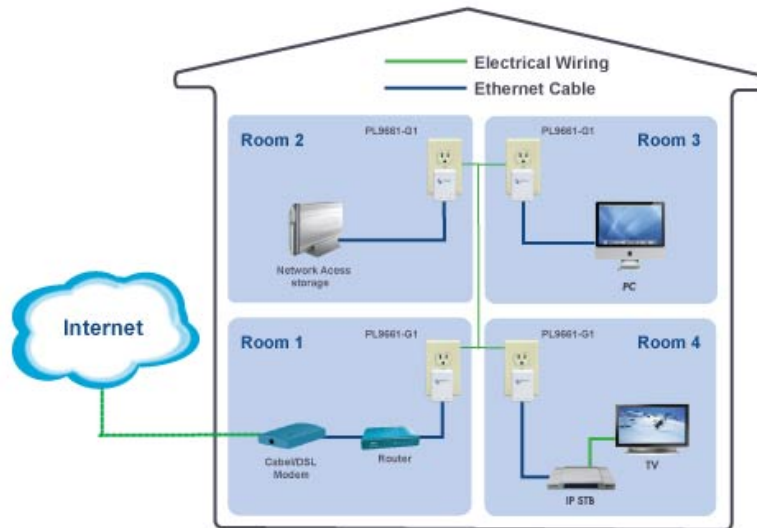 Electrical Wiring
Ethernet Cable
Room 2
PL9661-G1
PL9661-G1
Room 3
Network Acess
storage
PC
Internet
Room 1
PL9661-G1
PL9661-G1
Room 4
Cabel/DSL
Modem
Router
IP STB
TV